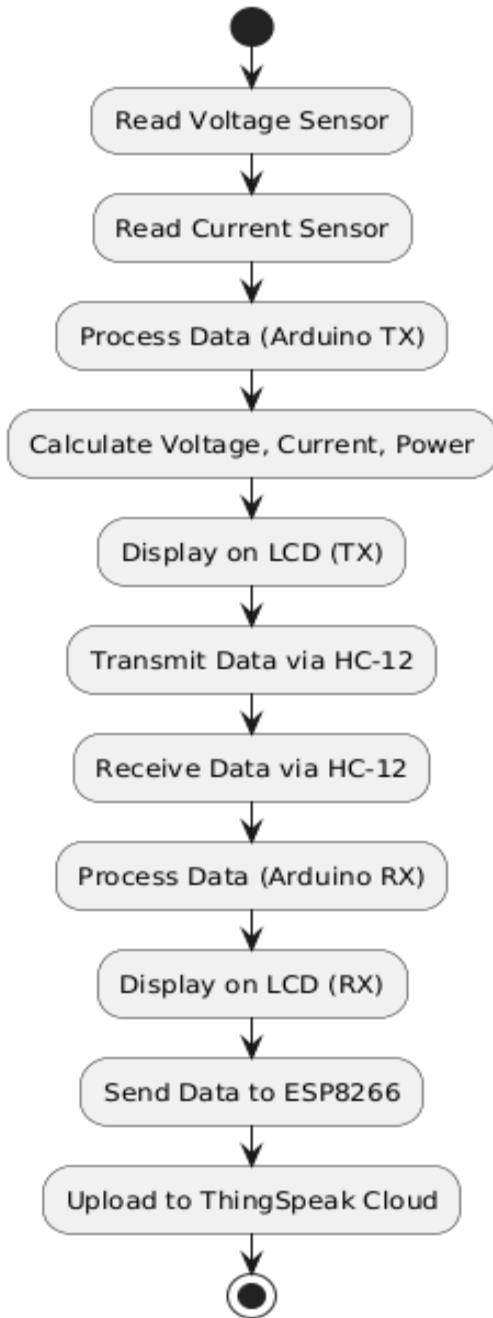 Read Voltage Sensor
Read Current Sensor
Process Data (Arduino TX)
Calculate Voltage, Current, Power
Display on LCD (TX)
Transmit Data via HC-12
Receive Data via HC-12
Process Data (Arduino RX)
Display on LCD (RX)
Send Data to ESP8266
Upload to ThingSpeak Cloud